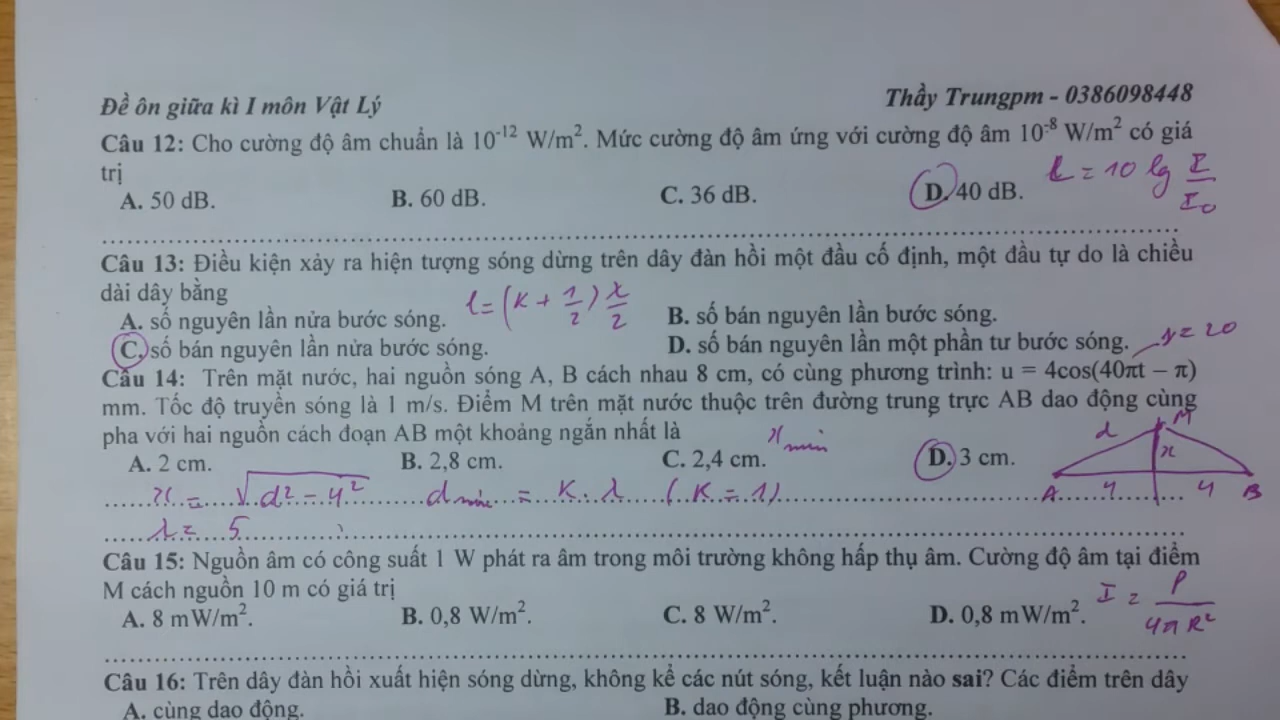 Đề ôn giữa kì I môn Vật Lý
Thầy Trungpm - 0386098448
Câu 12: Cho cường độ âm chuẩn là 10⁻¹² W/m². Mức cường độ âm ứng với cường độ âm 10⁻⁸ W/m² có giá
trị
A. 50 dB. B. 60 dB. C. 36 dB. D. 40 dB. L = 10 lg I/I₀
Câu 13: Điều kiện xảy ra hiện tượng sóng dừng trên dây đàn hồi một đầu cố định, một đầu tự do là chiều
dài dây bằng l = (K + 1/2) λ/2
A. số nguyên lần nửa bước sóng. B. số bán nguyên lần bước sóng.
C. số bán nguyên lần nửa bước sóng. D. số bán nguyên lần một phần tư bước sóng. = 20
Câu 14: Trên mặt nước, hai nguồn sóng A, B cách nhau 8 cm, có cùng phương trình: u = 4cos(40πt – π)
mm. Tốc độ truyền sóng là 1 m/s. Điểm M trên mặt nước thuộc trên đường trung trực AB dao động cùng
pha với hai nguồn cách đoạn AB một khoảng ngắn nhất là x min
A. 2 cm. B. 2,8 cm. C. 2,4 cm. D. 3 cm.
M
d x
A 4 4 B
x = √d² - 4² d min = K.λ (K = 1)
λ = 5
Câu 15: Nguồn âm có công suất 1 W phát ra âm trong môi trường không hấp thụ âm. Cường độ âm tại điểm
M cách nguồn 10 m có giá trị
A. 8 mW/m². B. 0,8 W/m². C. 8 W/m². D. 0,8 mW/m². I = P/4πR²
Câu 16: Trên dây đàn hồi xuất hiện sóng dừng, không kể các nút sóng, kết luận nào sai? Các điểm trên dây
A. cùng dao động. B. dao động cùng phương.